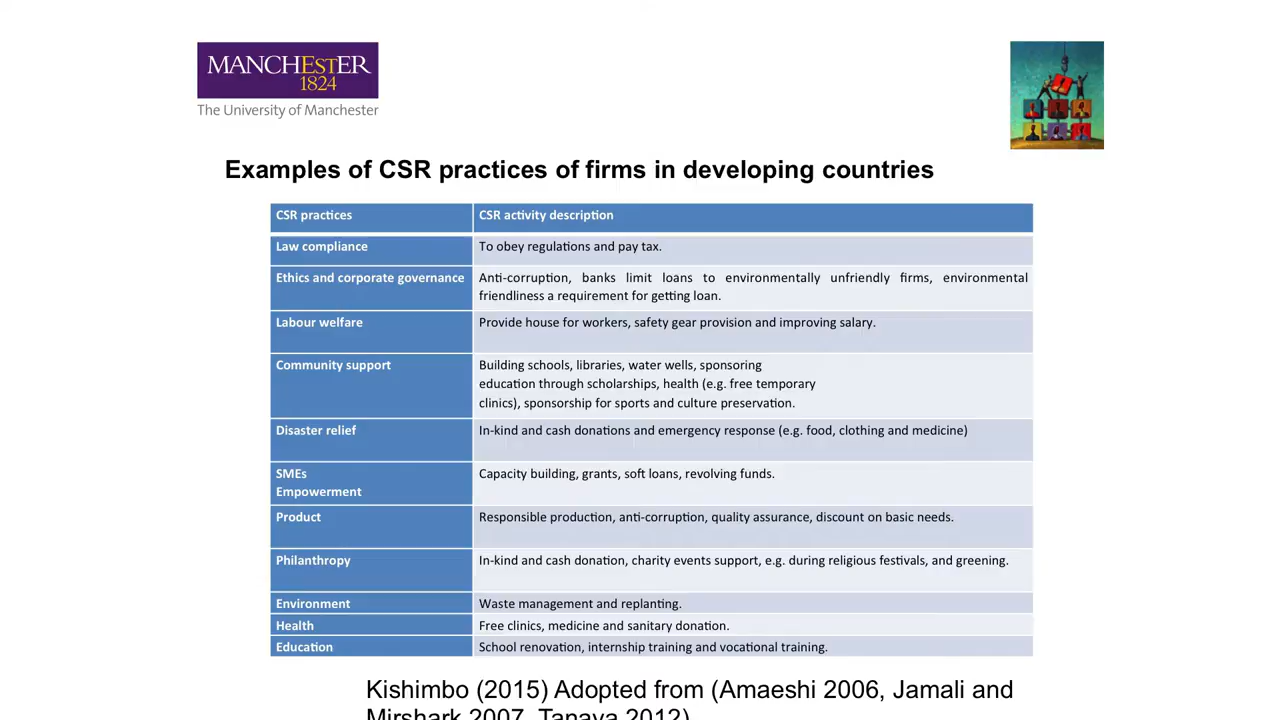 MANCHESTER
1824
The University of Manchester
Examples of CSR practices of firms in developing countries
CSR practices CSR activity description
Law compliance To obey regulations and pay tax.
Ethics and corporate governance Anti-corruption, banks limit loans to environmentally unfriendly firms, environmental
friendliness a requirement for getting loan.
Labour welfare Provide house for workers, safety gear provision and improving salary.
Community support Building schools, libraries, water wells, sponsoring
education through scholarships, health (e.g. free temporary
clinics), sponsorship for sports and culture preservation.
Disaster relief In-kind and cash donations and emergency response (e.g. food, clothing and medicine)
SMEs Capacity building, grants, soft loans, revolving funds.
Empowerment
Product Responsible production, anti-corruption, quality assurance, discount on basic needs.
Philanthropy In-kind and cash donation, charity events support, e.g. during religious festivals, and greening.
Environment Waste management and replanting.
Health Free clinics, medicine and sanitary donation.
Education School renovation, internship training and vocational training.
Kishimbo (2015) Adopted from (Amaeshi 2006, Jamali and
Mirshark 2007, Tanaya 2012)